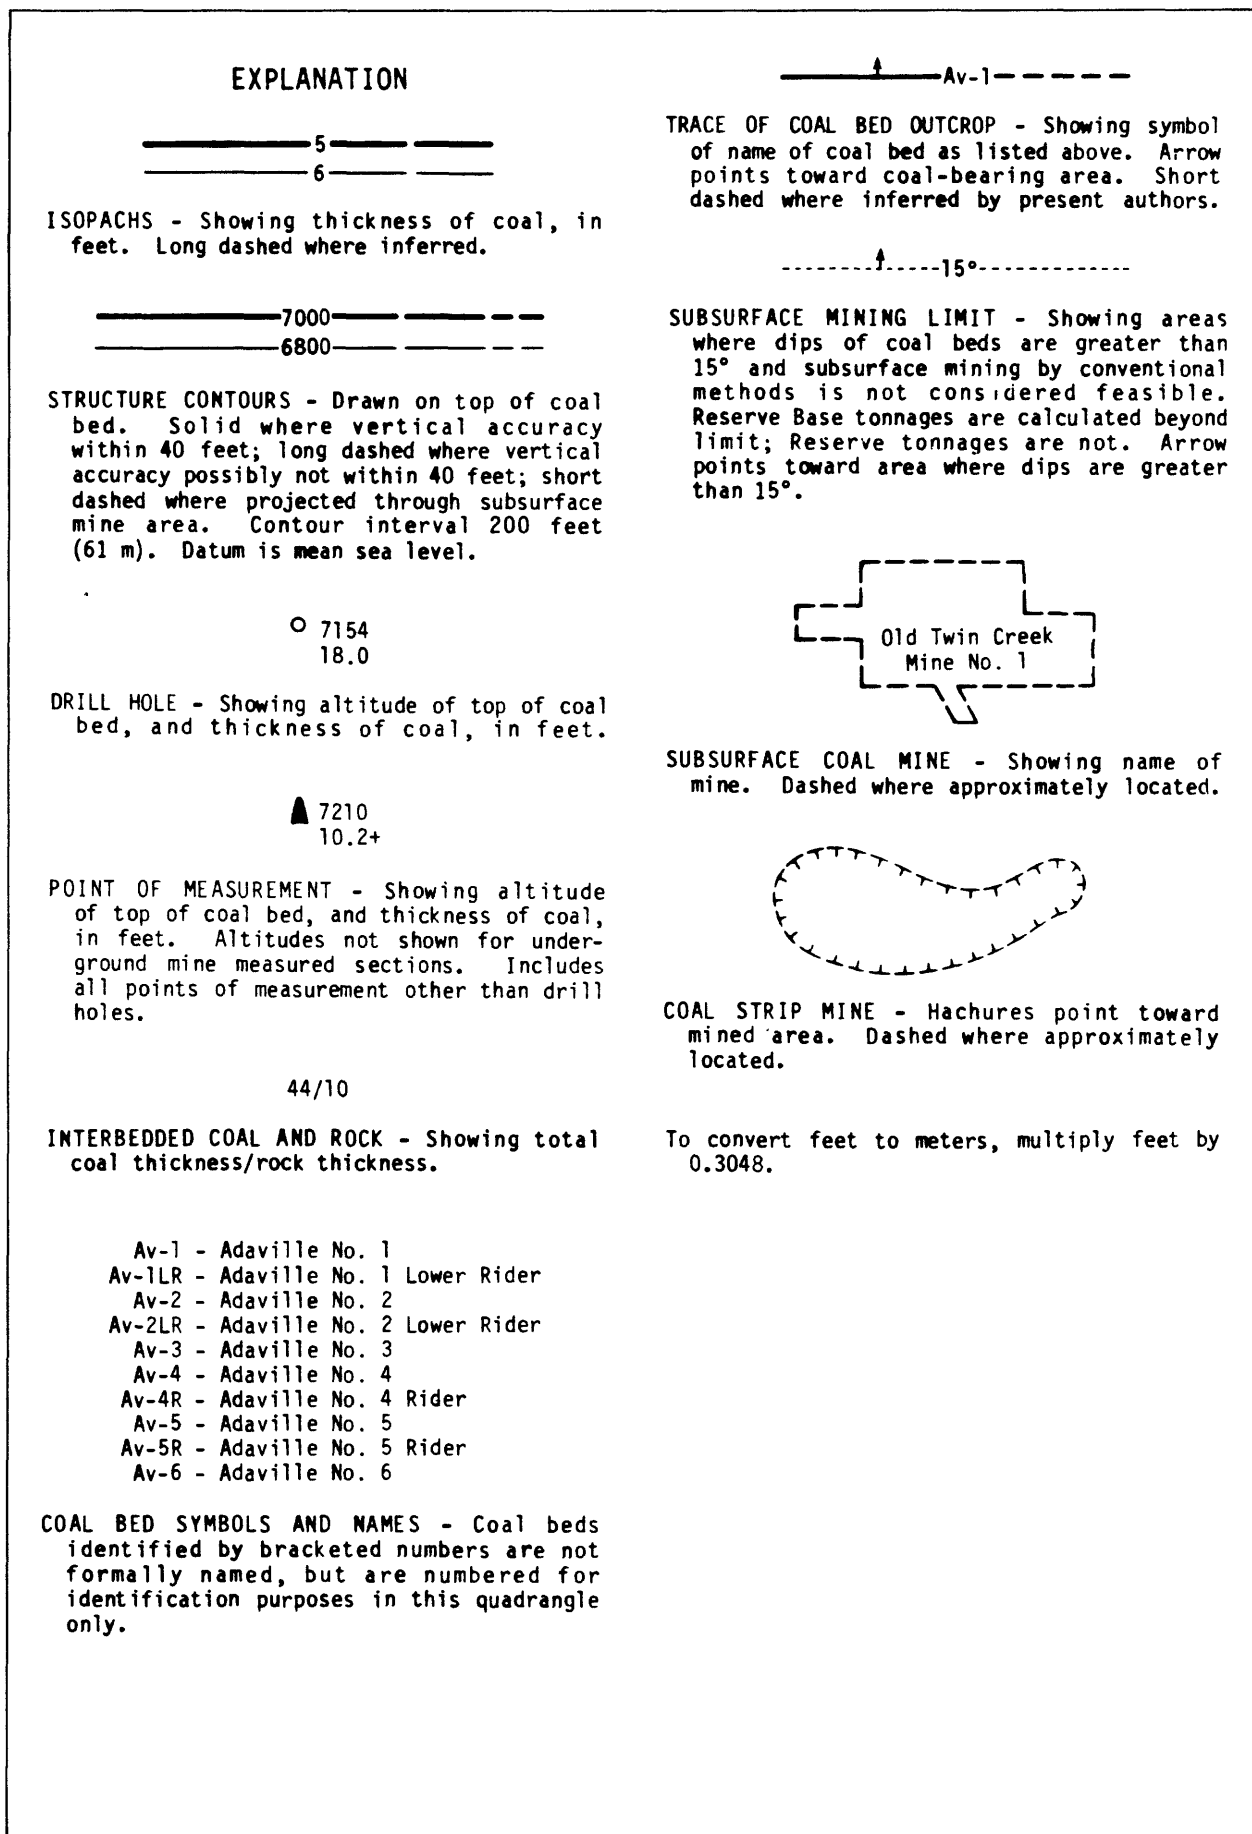 EXPLANATION
5
6
ISOPACHS - Showing thickness of coal, in
feet. Long dashed where inferred.
7000
6800
STRUCTURE CONTOURS - Drawn on top of coal
bed. Solid where vertical accuracy
within 40 feet; long dashed where vertical
accuracy possibly not within 40 feet; short
dashed where projected through subsurface
mine area. Contour interval 200 feet
(61 m). Datum is mean sea level.
7154
18.0
DRILL HOLE - Showing altitude of top of coal
bed, and thickness of coal, in feet.
7210
10.2+
POINT OF MEASUREMENT - Showing altitude
of top of coal bed, and thickness of coal,
in feet. Altitudes not shown for under-
ground mine measured sections. Includes
all points of measurement other than drill
holes.
44/10
INTERBEDDED COAL AND ROCK - Showing total
coal thickness/rock thickness.
Av-1 - Adaville No. 1
Av-1LR - Adaville No. 1 Lower Rider
Av-2 - Adaville No. 2
Av-2LR - Adaville No. 2 Lower Rider
Av-3 - Adaville No. 3
Av-4 - Adaville No. 4
Av-4R - Adaville No. 4 Rider
Av-5 - Adaville No. 5
Av-5R - Adaville No. 5 Rider
Av-6 - Adaville No. 6
COAL BED SYMBOLS AND NAMES - Coal beds
identified by bracketed numbers are not
formally named, but are numbered for
identification purposes in this quadrangle
only.
Av-1
TRACE OF COAL BED OUTCROP - Showing symbol
of name of coal bed as listed above. Arrow
points toward coal-bearing area. Short
dashed where inferred by present authors.
15°
SUBSURFACE MINING LIMIT - Showing areas
where dips of coal beds are greater than
15° and subsurface mining by conventional
methods is not considered feasible.
Reserve Base tonnages are calculated beyond
limit; Reserve tonnages are not. Arrow
points toward area where dips are greater
than 15°.
Old Twin Creek
Mine No. 1
SUBSURFACE COAL MINE - Showing name of
mine. Dashed where approximately located.
COAL STRIP MINE - Hachures point toward
mined area. Dashed where approximately
located.
To convert feet to meters, multiply feet by
0.3048.